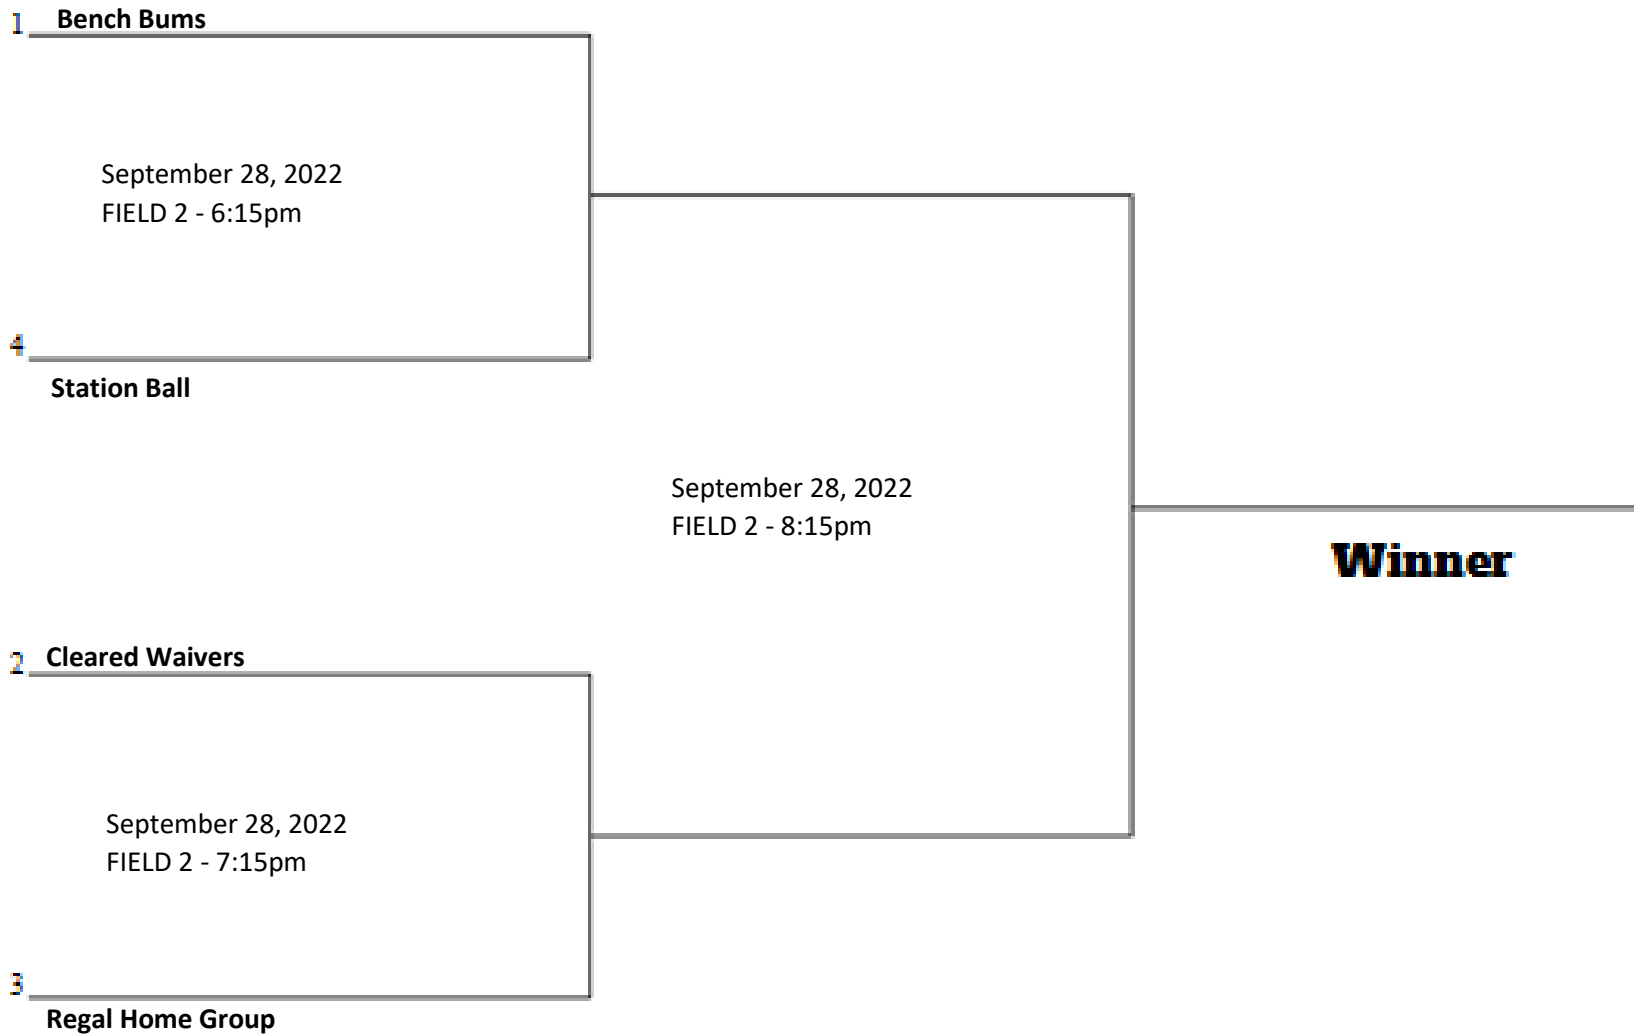 1 Bench Bums
September 28, 2022
FIELD 2 - 6:15pm
4
Station Ball
September 28, 2022
FIELD 2 - 8:15pm
Winner
2 Cleared Waivers
September 28, 2022
FIELD 2 - 7:15pm
3
Regal Home Group